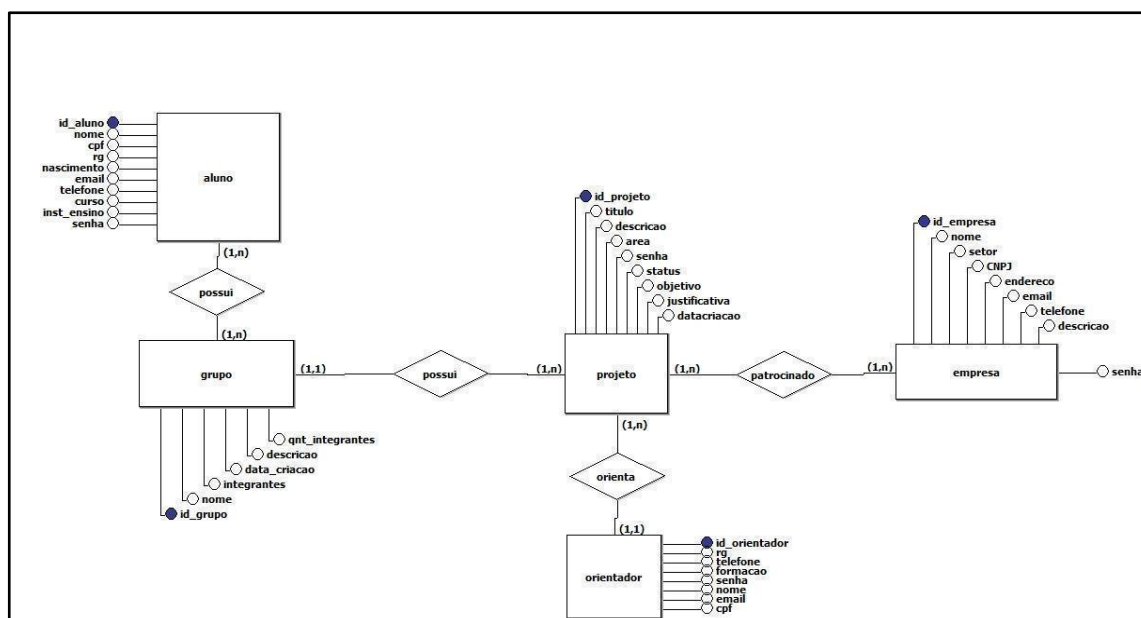 id_aluno
nome
cpf
rg
nascimento
email
telefone
curso
inst_ensino
senha
aluno
(1,n)
possui
(1,n)
grupo
(1,1)
possui
(1,n)
qnt_integrantes
descricao
data_criacao
integrantes
nome
id_grupo
id_projeto
titulo
descricao
area
senha
status
objetivo
justificativa
datacriacao
projeto
(1,n)
patrocinado
(1,n)
id_empresa
nome
setor
CNPJ
endereco
email
telefone
descricao
empresa
senha
(1,n)
orienta
(1,1)
orientador
id_orientador
rg
telefone
formacao
senha
nome
email
cpf